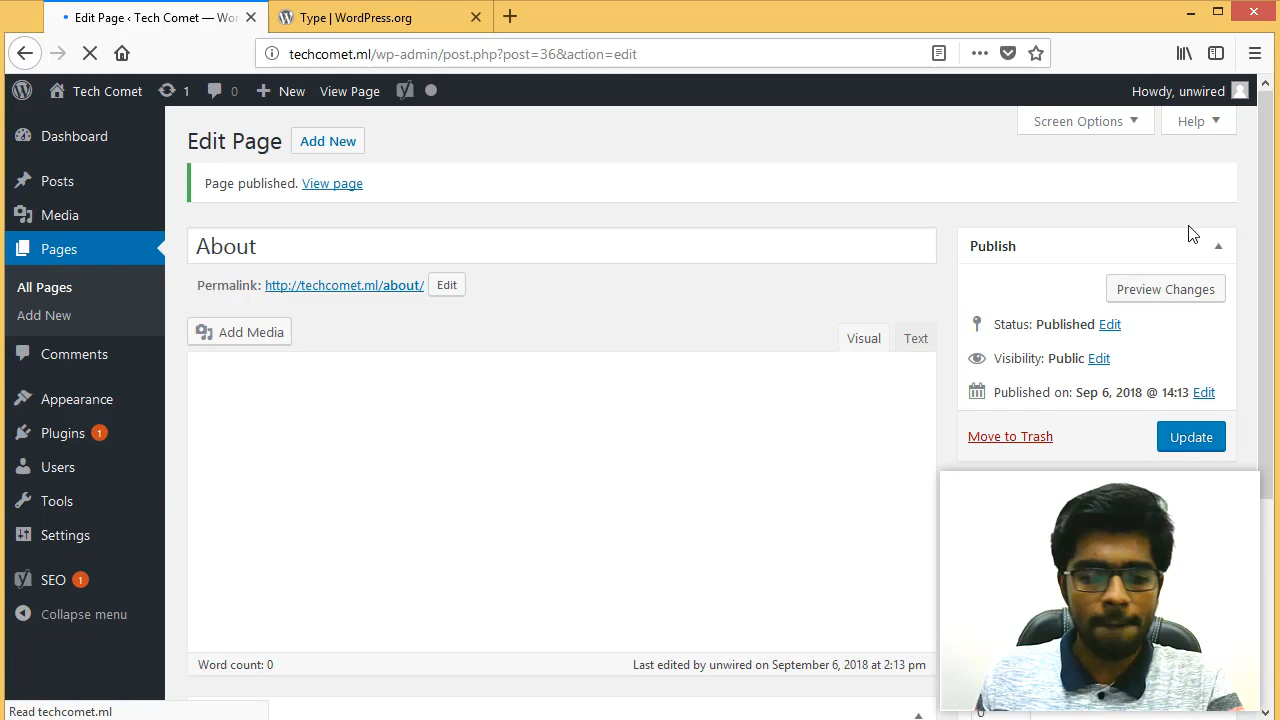 Edit Page ‹ Tech Comet — Wor
Type | WordPress.org
techcomet.ml/wp-admin/post.php?post=36&action=edit
Tech Comet 1 0 New View Page
Howdy, unwired
Dashboard
Posts
Media
Pages
All Pages
Add New
Comments
Appearance
Plugins 1
Users
Tools
Settings
SEO 1
Collapse menu
Screen Options
Help
Edit Page Add New
Page published. View page
About
Permalink: http://techcomet.ml/about/ Edit
Add Media
Visual Text
Word count: 0
Last edited by unwired on September 6, 2018 at 2:13 pm
Publish
Preview Changes
Status: Published Edit
Visibility: Public Edit
Published on: Sep 6, 2018 @ 14:13 Edit
Move to Trash Update
Read techcomet.ml